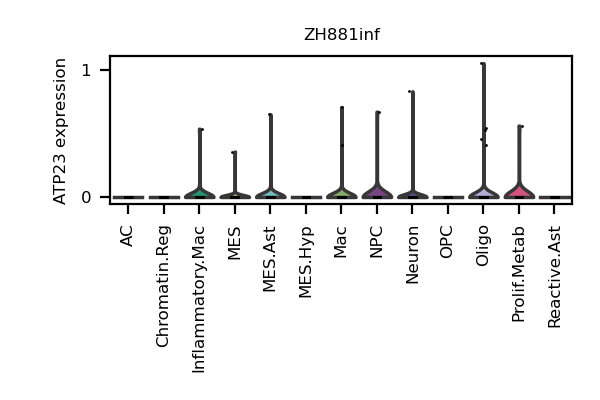 ZH881inf
ATP23 expression
1
0
AC
Chromatin.Reg
Inflammatory.Mac
MES
MES.Ast
MES.Hyp
Mac
NPC
Neuron
OPC
Oligo
Prolif.Metab
Reactive.Ast